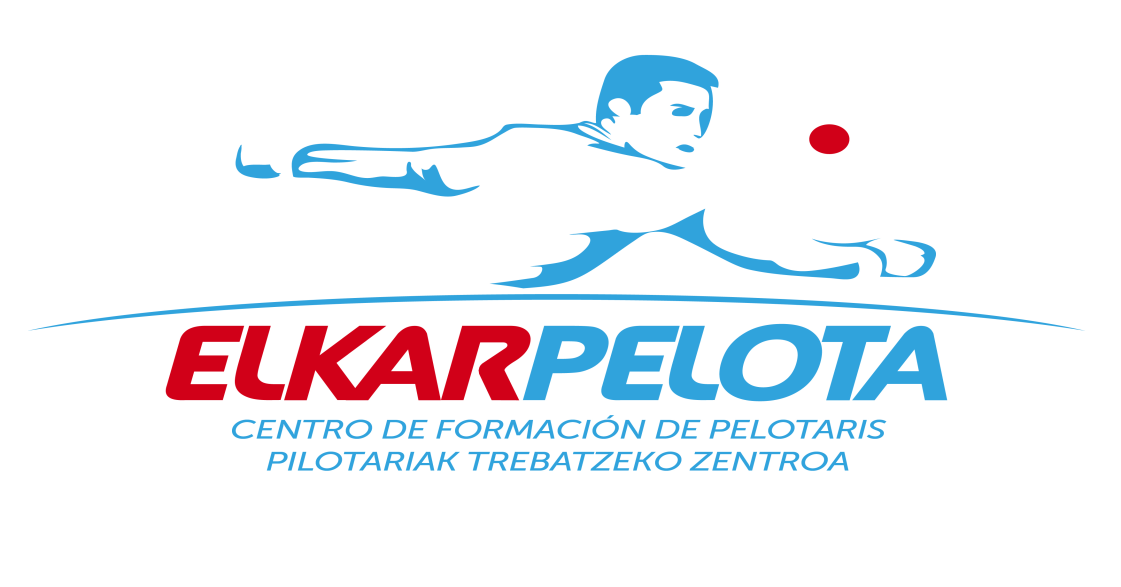 ELKARPELOTA
CENTRO DE FORMACIÓN DE PELOTARIS
PILOTARIAK TREBATZEKO ZENTROA